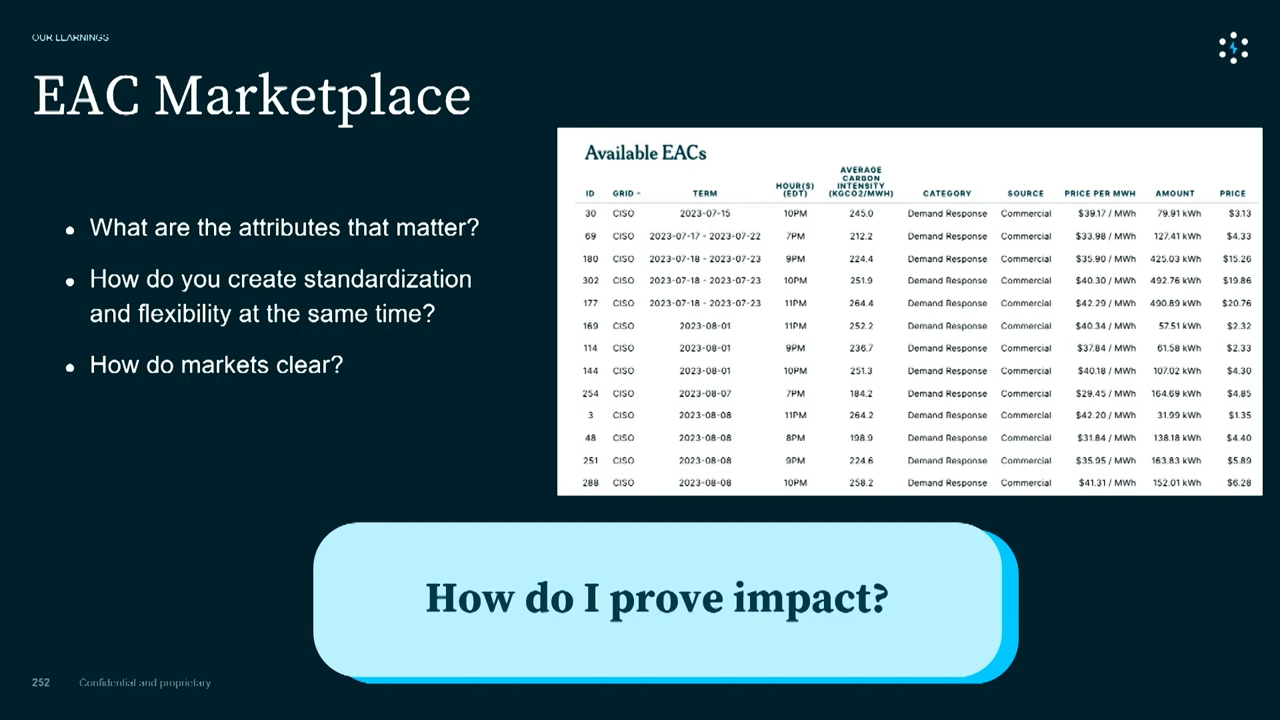 OUR LEARNINGS
EAC Marketplace
• What are the attributes that matter?
• How do you create standardization
and flexibility at the same time?
• How do markets clear?
Available EACs
ID GRID TERM HOUR(S) (EDT) AVERAGE CARBON INTENSITY (KGCO2/MWH) CATEGORY SOURCE PRICE PER MWH AMOUNT PRICE
30 CISO 2023-07-15 10PM 245.0 Demand Response Commercial $39.17 / MWh 79.91 kWh $3.13
69 CISO 2023-07-17 - 2023-07-22 7PM 212.2 Demand Response Commercial $33.98 / MWh 127.41 kWh $4.33
180 CISO 2023-07-18 - 2023-07-23 9PM 224.4 Demand Response Commercial $35.90 / MWh 425.03 kWh $15.26
302 CISO 2023-07-18 - 2023-07-23 10PM 251.9 Demand Response Commercial $40.30 / MWh 492.76 kWh $19.86
177 CISO 2023-07-18 - 2023-07-23 11PM 264.4 Demand Response Commercial $42.29 / MWh 490.89 kWh $20.76
169 CISO 2023-08-01 11PM 252.2 Demand Response Commercial $40.34 / MWh 57.51 kWh $2.32
114 CISO 2023-08-01 9PM 236.7 Demand Response Commercial $37.84 / MWh 61.58 kWh $2.33
144 CISO 2023-08-01 10PM 251.3 Demand Response Commercial $40.18 / MWh 107.02 kWh $4.30
254 CISO 2023-08-07 7PM 184.2 Demand Response Commercial $29.45 / MWh 164.69 kWh $4.85
3 CISO 2023-08-08 11PM 264.2 Demand Response Commercial $42.20 / MWh 31.99 kWh $1.35
48 CISO 2023-08-08 8PM 198.9 Demand Response Commercial $31.84 / MWh 138.18 kWh $4.40
251 CISO 2023-08-08 9PM 224.6 Demand Response Commercial $35.95 / MWh 163.83 kWh $5.89
288 CISO 2023-08-08 10PM 258.2 Demand Response Commercial $41.31 / MWh 152.01 kWh $6.28
How do I prove impact?
252 Confidential and proprietary